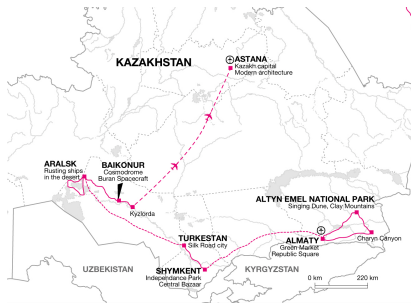 ASTANA
Kazakh capital
Modern architecture
KAZAKHSTAN
ARALSK
Rusting ships
in the desert
BAIKONUR
Cosmodrome
Buran Spacecraft
Kyzlorda
ALTYN EMEL NATIONAL PARK
Singing Dune, Clay Mountains
TURKESTAN
Silk Road city
ALMATY
Green Market
Republic Square
Charyn Canyon
UZBEKISTAN
SHYMKENT
Independance Park
Central Bazaar
KYRGYZSTAN
0 km
220 km